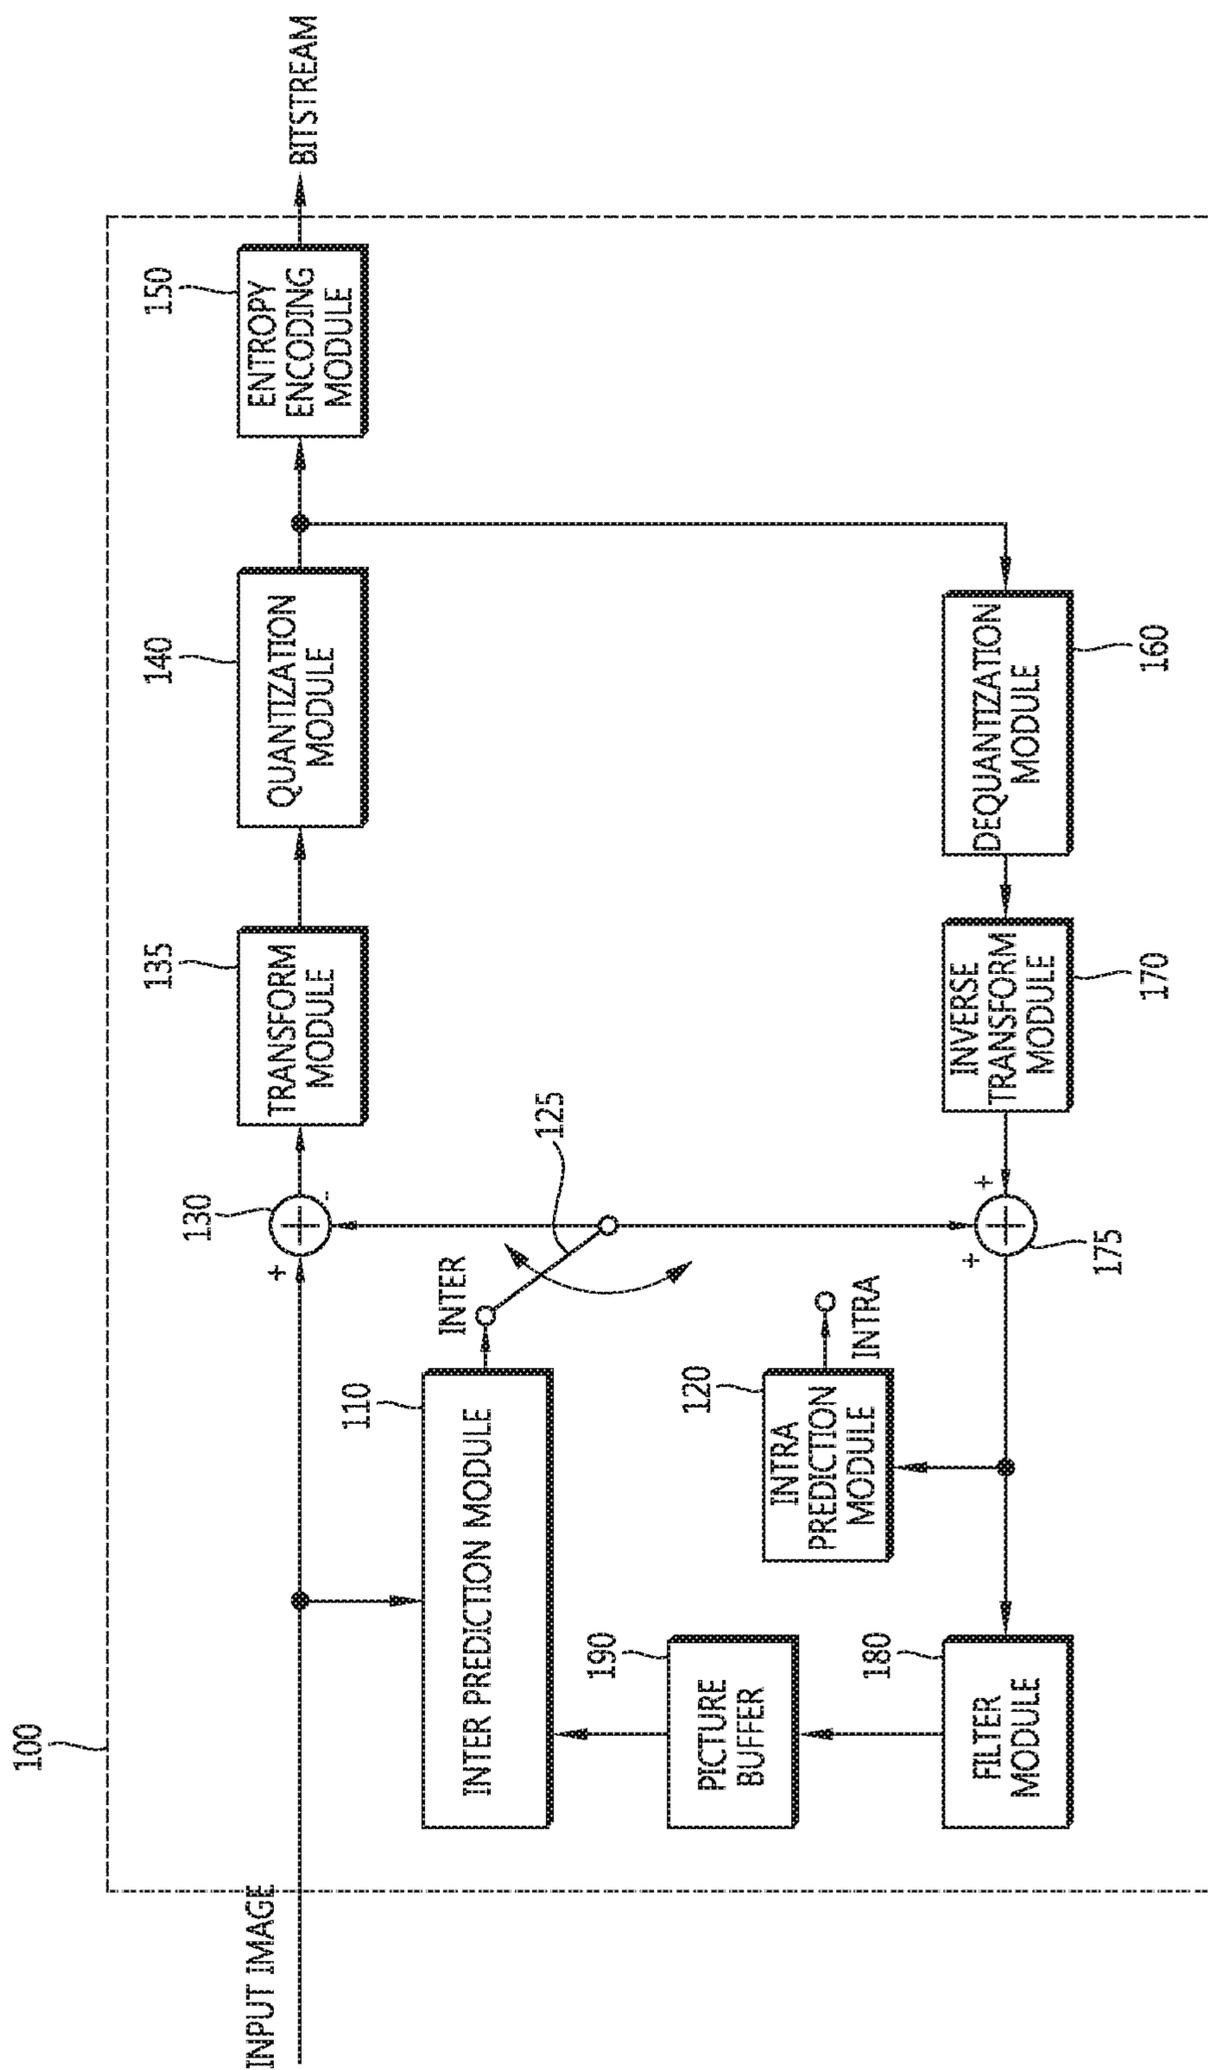 100
INPUT IMAGE
+
130
-
135
TRANSFORM
MODULE
140
QUANTIZATION
MODULE
150
ENTROPY
ENCODING
MODULE
BITSTREAM
110
INTER PREDICTION MODULE
INTER
125
190
PICTURE
BUFFER
120
INTRA
PREDICTION
MODULE
INTRA
180
FILTER
MODULE
+
+
175
INVERSE
TRANSFORM
MODULE
170
DEQUANTIZATION
MODULE
160